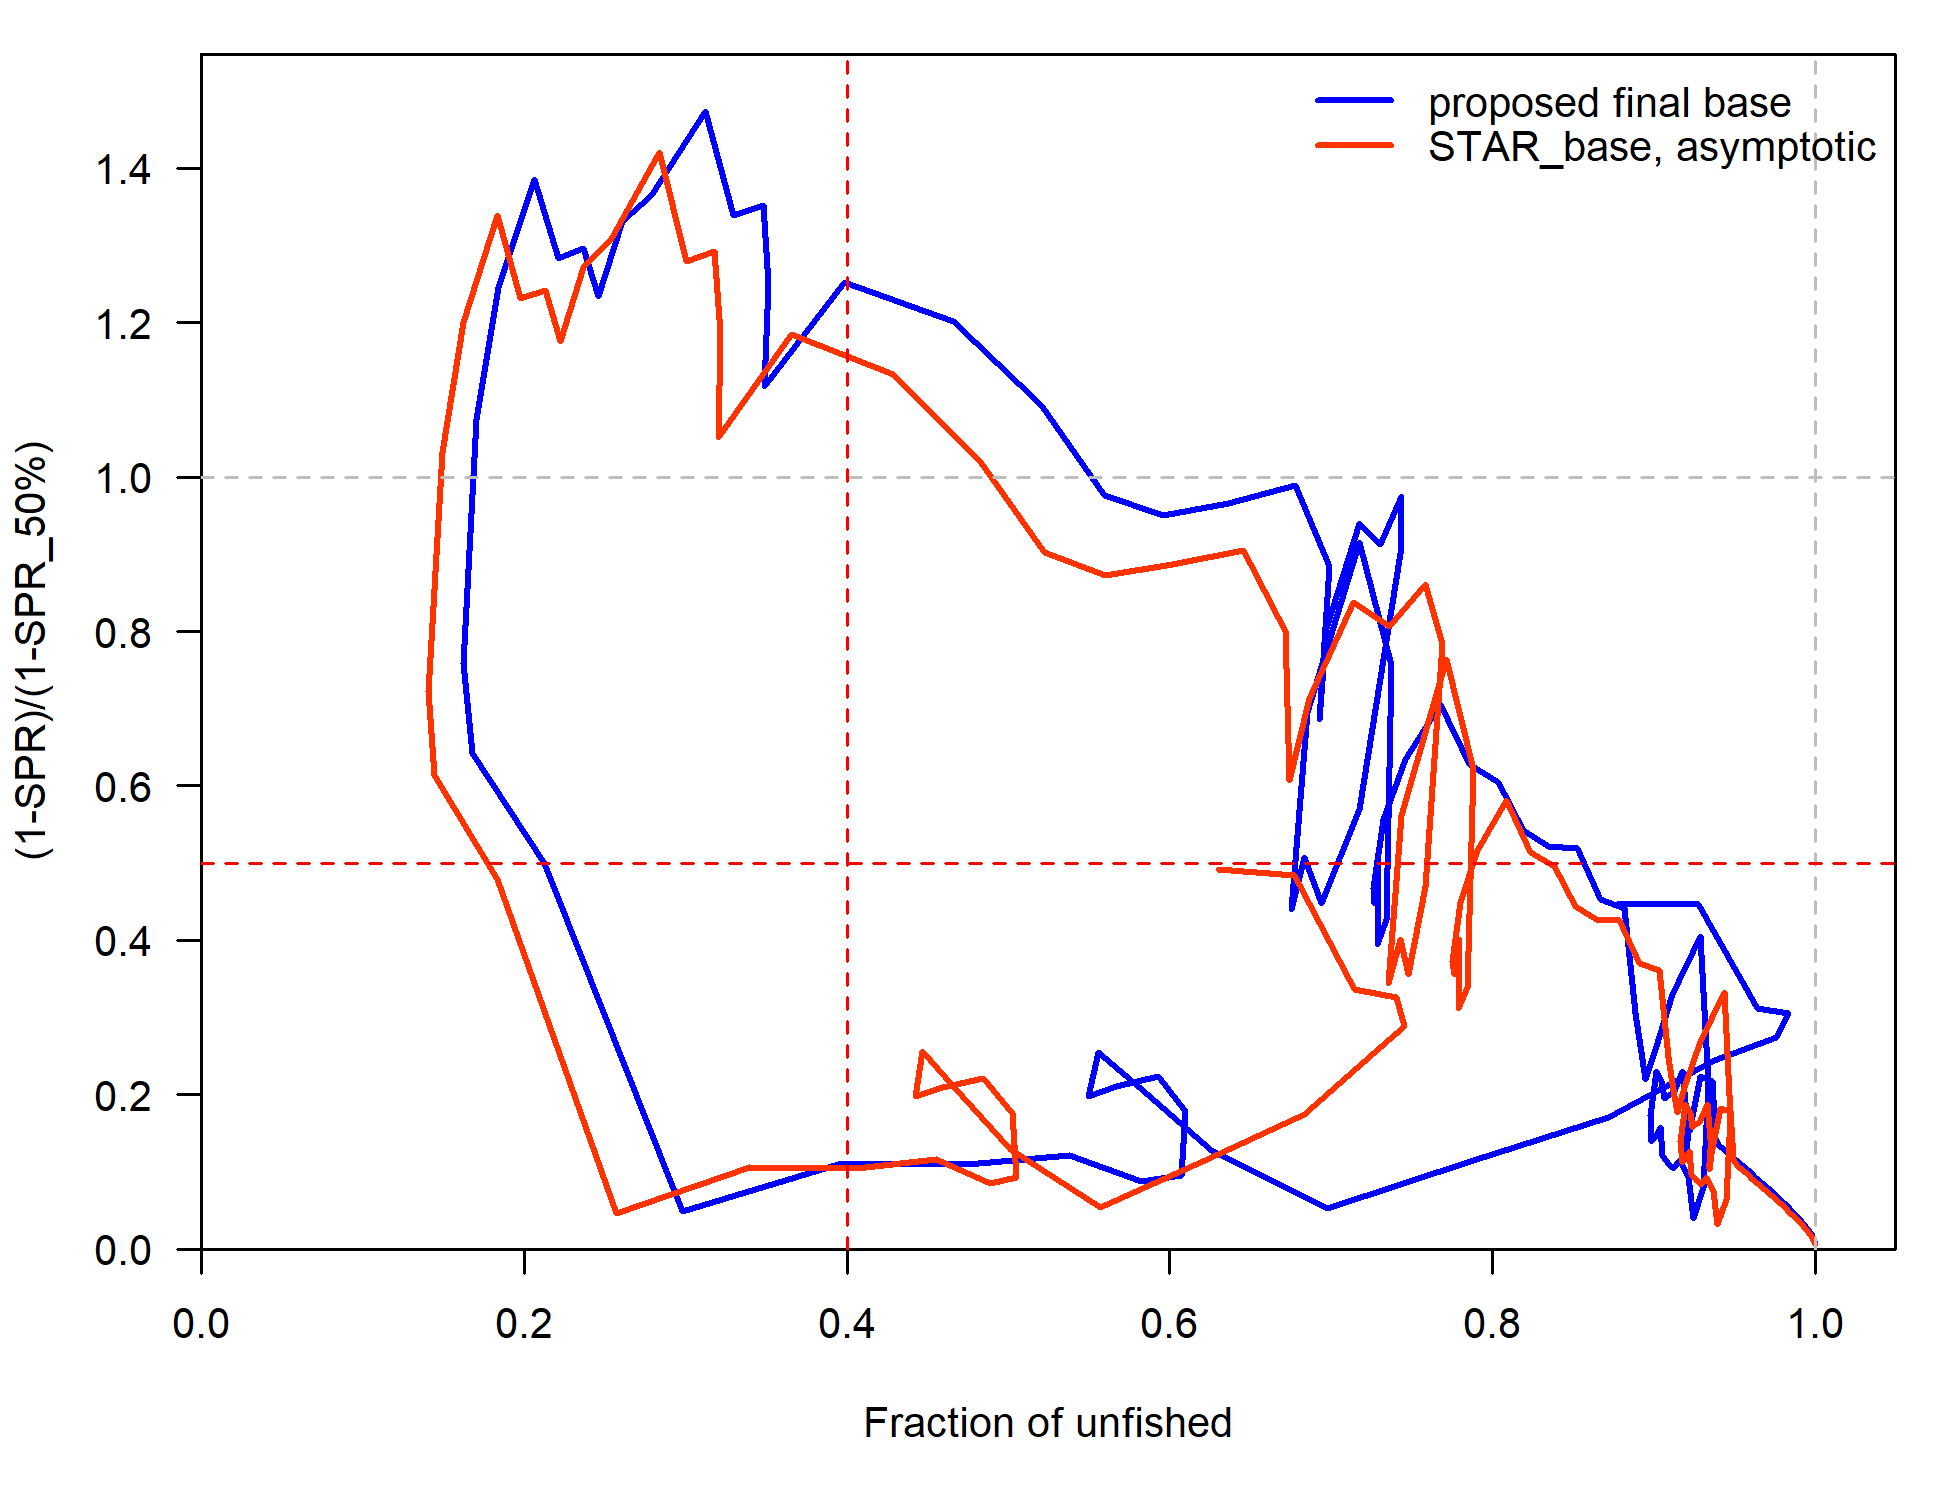 proposed final base
STAR_base, asymptotic
1.4
1.2
1.0
0.8
0.6
0.4
0.2
0.0
(1-SPR)/(1-SPR_50%)
0.0 0.2 0.4 0.6 0.8 1.0
Fraction of unfished